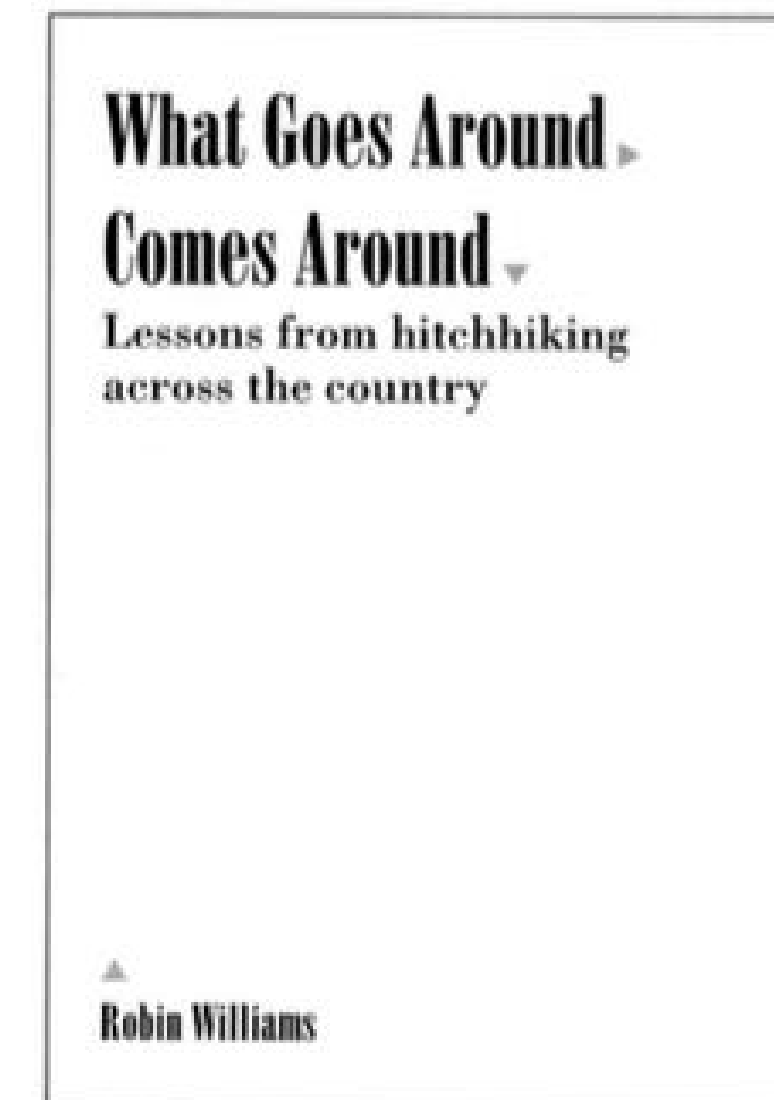 What Goes Around
Comes Around
Lessons from hitchhiking
across the country
Robin Williams